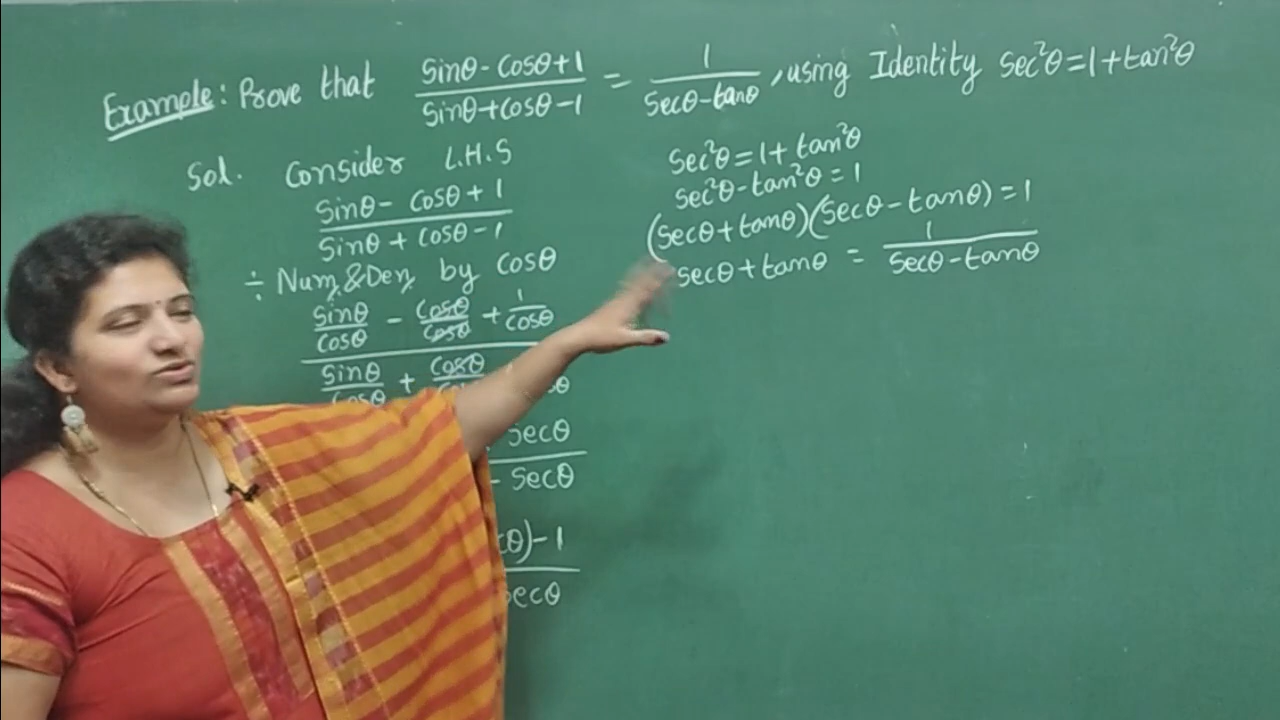 Example: Prove that (Sinθ - Cosθ + 1)/(Sinθ + Cosθ - 1) = 1/(Secθ - tanθ), using Identity Sec²θ = 1 + tan²θ
Sol. Consider L.H.S
Sinθ - Cosθ + 1
Sinθ + Cosθ - 1
÷ Num. & Den. by Cosθ
Sinθ/Cosθ - Cosθ/Cosθ + 1/Cosθ
Sinθ/Cosθ + Cosθ
Secθ
- Secθ
θ) - 1
Secθ
Sec²θ = 1 + tan²θ
Sec²θ - tan²θ = 1
(Secθ + tanθ)(Secθ - tanθ) = 1
Secθ + tanθ = 1/(Secθ - tanθ)